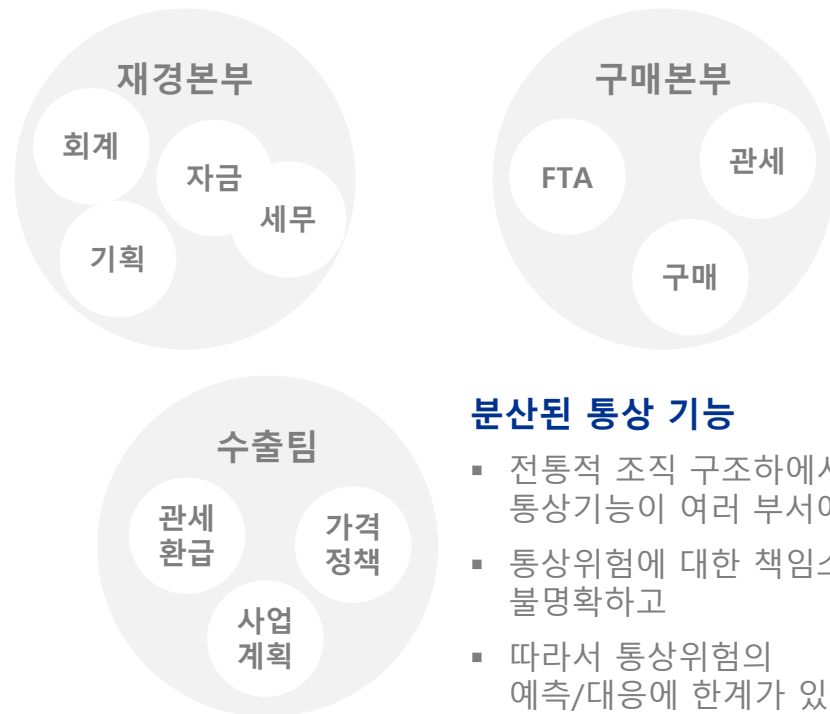 재경본부
회계
자금
세무
기획
구매본부
FTA
관세
구매
수출팀
관세
환급
가격
정책
사업
계획
분산된 통상 기능
▪ 전통적 조직 구조하에서
통상기능이 여러 부서에
▪ 통상위험에 대한
불명확하고
▪ 따라서 통상위험의
예측/대응에 한계가 있